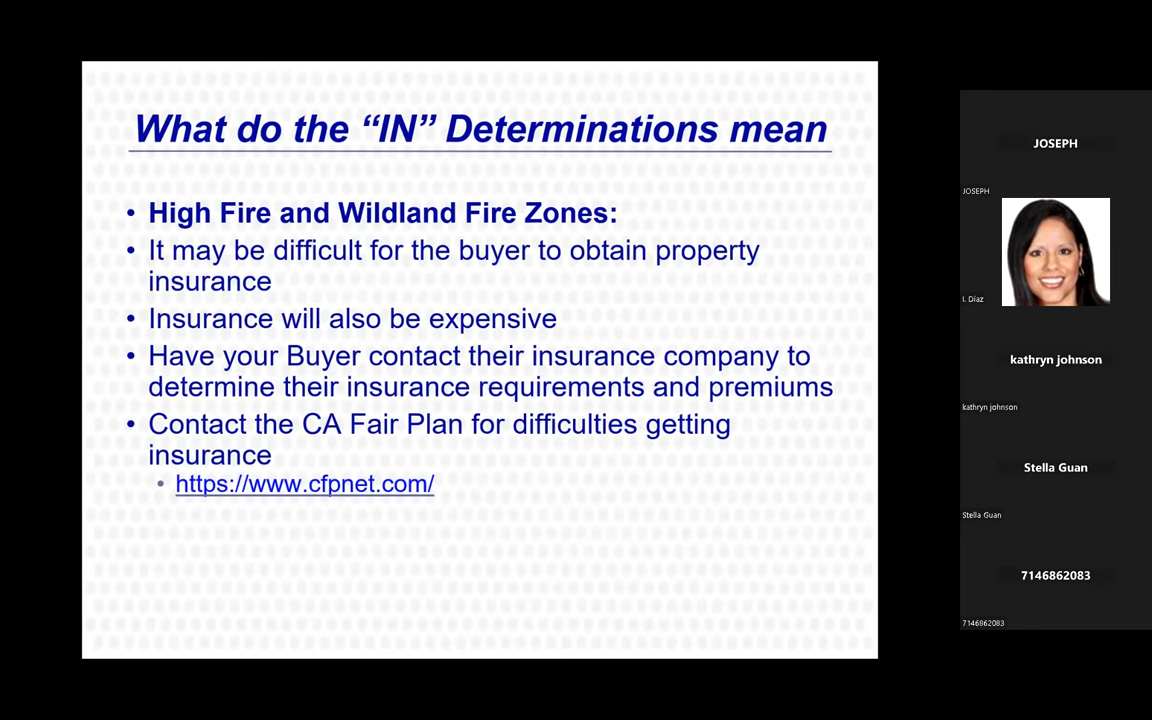 What do the “IN” Determinations mean
• High Fire and Wildland Fire Zones:
• It may be difficult for the buyer to obtain property
insurance
• Insurance will also be expensive
• Have your Buyer contact their insurance company to
determine their insurance requirements and premiums
• Contact the CA Fair Plan for difficulties getting
insurance
• https://www.cfpnet.com/
JOSEPH
JOSEPH
I. Díaz
kathryn johnson
kathryn johnson
Stella Guan
Stella Guan
7146862083
7146862083